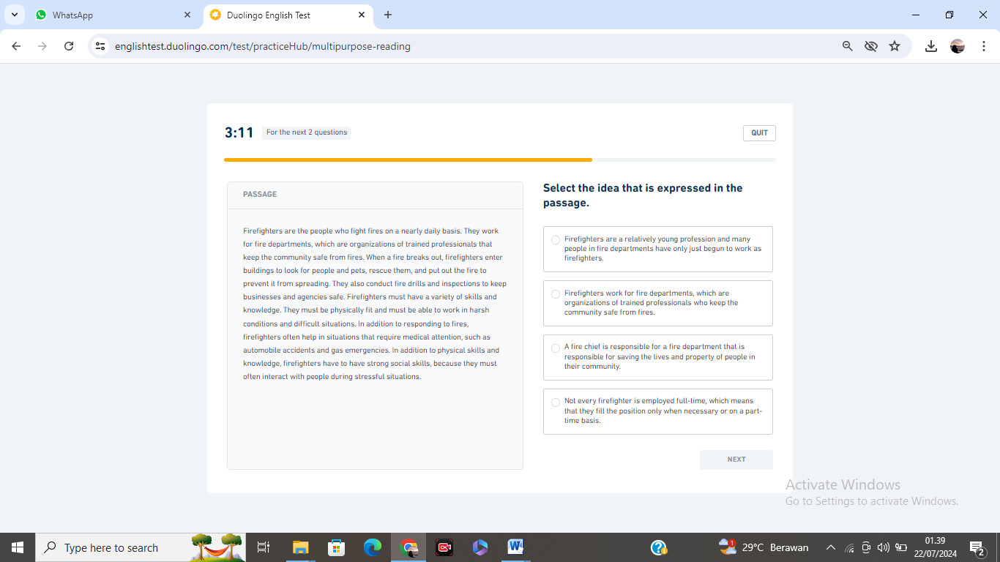 WhatsApp
Duolingo English Test
englishtest.duolingo.com/test/practiceHub/multipurpose-reading
3:11
For the next 2 questions
QUIT
PASSAGE
Firefighters are the people who fight fires on a nearly daily basis. They work
for fire departments, which are organizations of trained professionals that
keep the community safe from fires. When a fire breaks out, firefighters enter
buildings to look for people and pets, rescue them, and put out the fire to
prevent it from spreading. They also conduct fire drills and inspections to keep
businesses and agencies safe. Firefighters must have a variety of skills and
knowledge. They must be physically fit and must be able to work in harsh
conditions and difficult situations. In addition to responding to fires,
firefighters often help in situations that require medical attention, such as
automobile accidents and gas emergencies. In addition to physical skills and
knowledge, firefighters have to have strong social skills, because they must
often interact with people during stressful situations.
Select the idea that is expressed in the
passage.
Firefighters are a relatively young profession and many
people in fire departments have only just begun to work as
firefighters.
Firefighters work for fire departments, which are
organizations of trained professionals who keep the
community safe from fires.
A fire chief is responsible for a fire department that is
responsible for saving the lives and property of people in
their community.
Not every firefighter is employed full-time, which means
that they fill the position only when necessary or on a part-
time basis.
NEXT
Activate Windows
Go to Settings to activate Windows.
Type here to search
1
29°C Berawan
01.39
22/07/2024
2